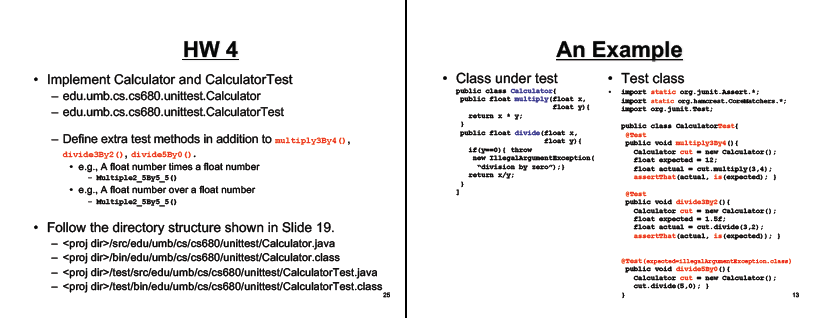 HW 4
• Implement Calculator and CalculatorTest
– edu.umb.cs.cs680.unittest.Calculator
– edu.umb.cs.cs680.unittest.CalculatorTest
– Define extra test methods in addition to multiply3By4(),
divide3By2(), divide5By0().
• e.g., A float number times a float number
– Multiple2_5By5_5()
• e.g., A float number over a float number
– Multiple2_5By5_5()
• Follow the directory structure shown in Slide 19.
– <proj dir>/src/edu/umb/cs/cs680/unittest/Calculator.java
– <proj dir>/bin/edu/umb/cs/cs680/unittest/Calculator.class
– <proj dir>/test/src/edu/umb/cs/cs680/unittest/CalculatorTest.java
– <proj dir>/test/bin/edu/umb/cs/cs680/unittest/CalculatorTest.class
25
An Example
• Class under test
public class Calculator{
public float multiply(float x,
float y){
return x * y;
}
public float divide(float x,
float y){
if(y==0){ throw
new IllegalArgumentException(
"division by zero");}
return x/y;
}
}
• Test class
• import static org.junit.Assert.*;
import static org.hamcrest.CoreMatchers.*;
import org.junit.Test;
public class CalculatorTest{
@Test
public void multiply3By4(){
Calculator cut = new Calculator();
float expected = 12;
float actual = cut.multiply(3,4);
assertThat(actual, is(expected); }
@Test
public void divide3By2(){
Calculator cut = new Calculator();
float expected = 1.5f;
float actual = cut.divide(3,2);
assertThat(actual, is(expected)); }
@Test(expected=illegalArgumentException.class)
public void divide5By0(){
Calculator cut = new Calculator();
cut.divide(5,0); }
}
13